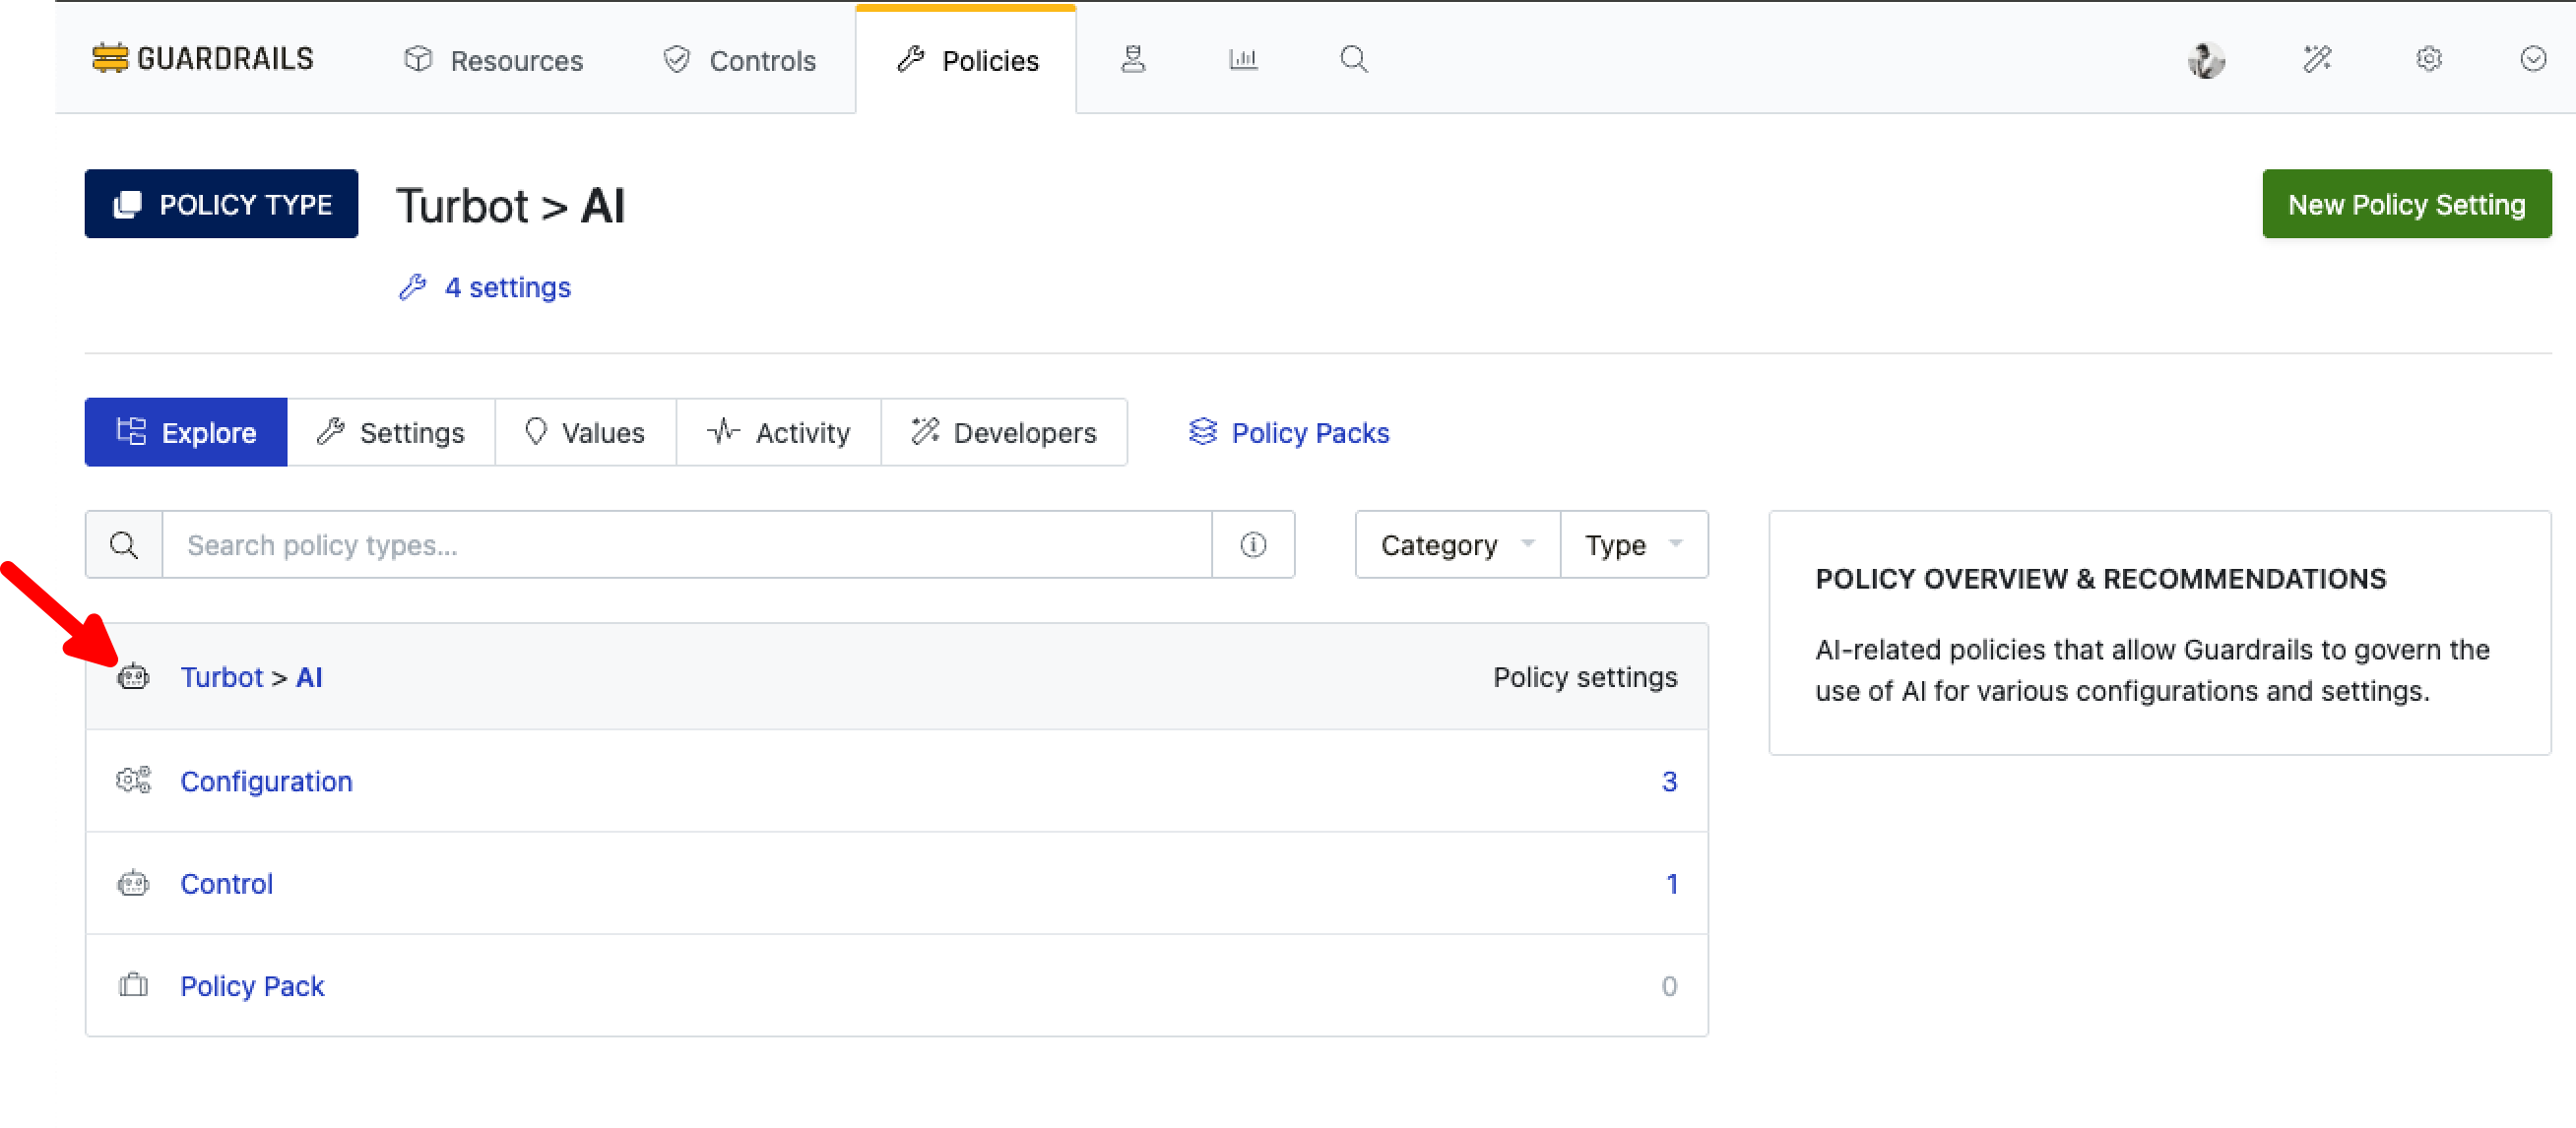 GUARDRAILS Resources Controls Policies
POLICY TYPE Turbot > AI New Policy Setting
4 settings
Explore Settings Values Activity Developers Policy Packs
Search policy types... Category Type
POLICY OVERVIEW & RECOMMENDATIONS
AI-related policies that allow Guardrails to govern the
use of AI for various configurations and settings.
Turbot > AI Policy settings
Configuration 3
Control 1
Policy Pack 0